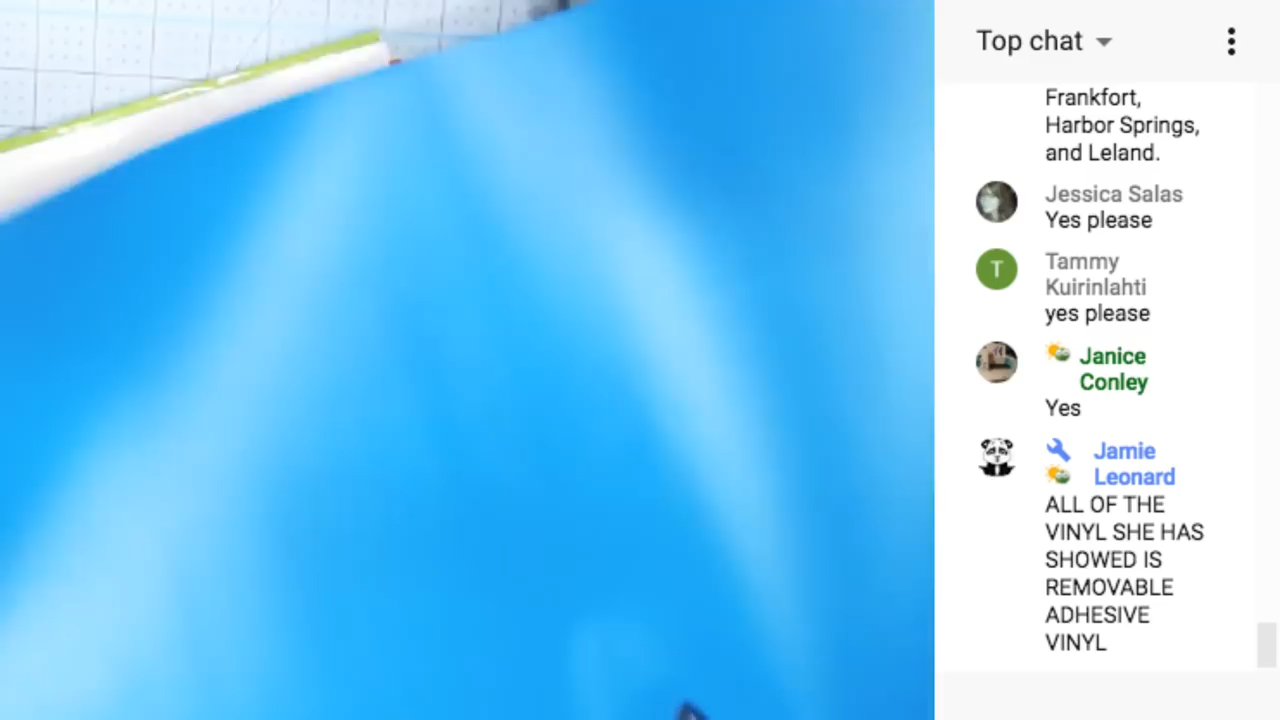 Top chat
Frankfort,
Harbor Springs,
and Leland.
Jessica Salas
Yes please
T
Tammy
Kuirinlahti
yes please
Janice
Conley
Yes
Jamie
Leonard
ALL OF THE
VINYL SHE HAS
SHOWED IS
REMOVABLE
ADHESIVE
VINYL